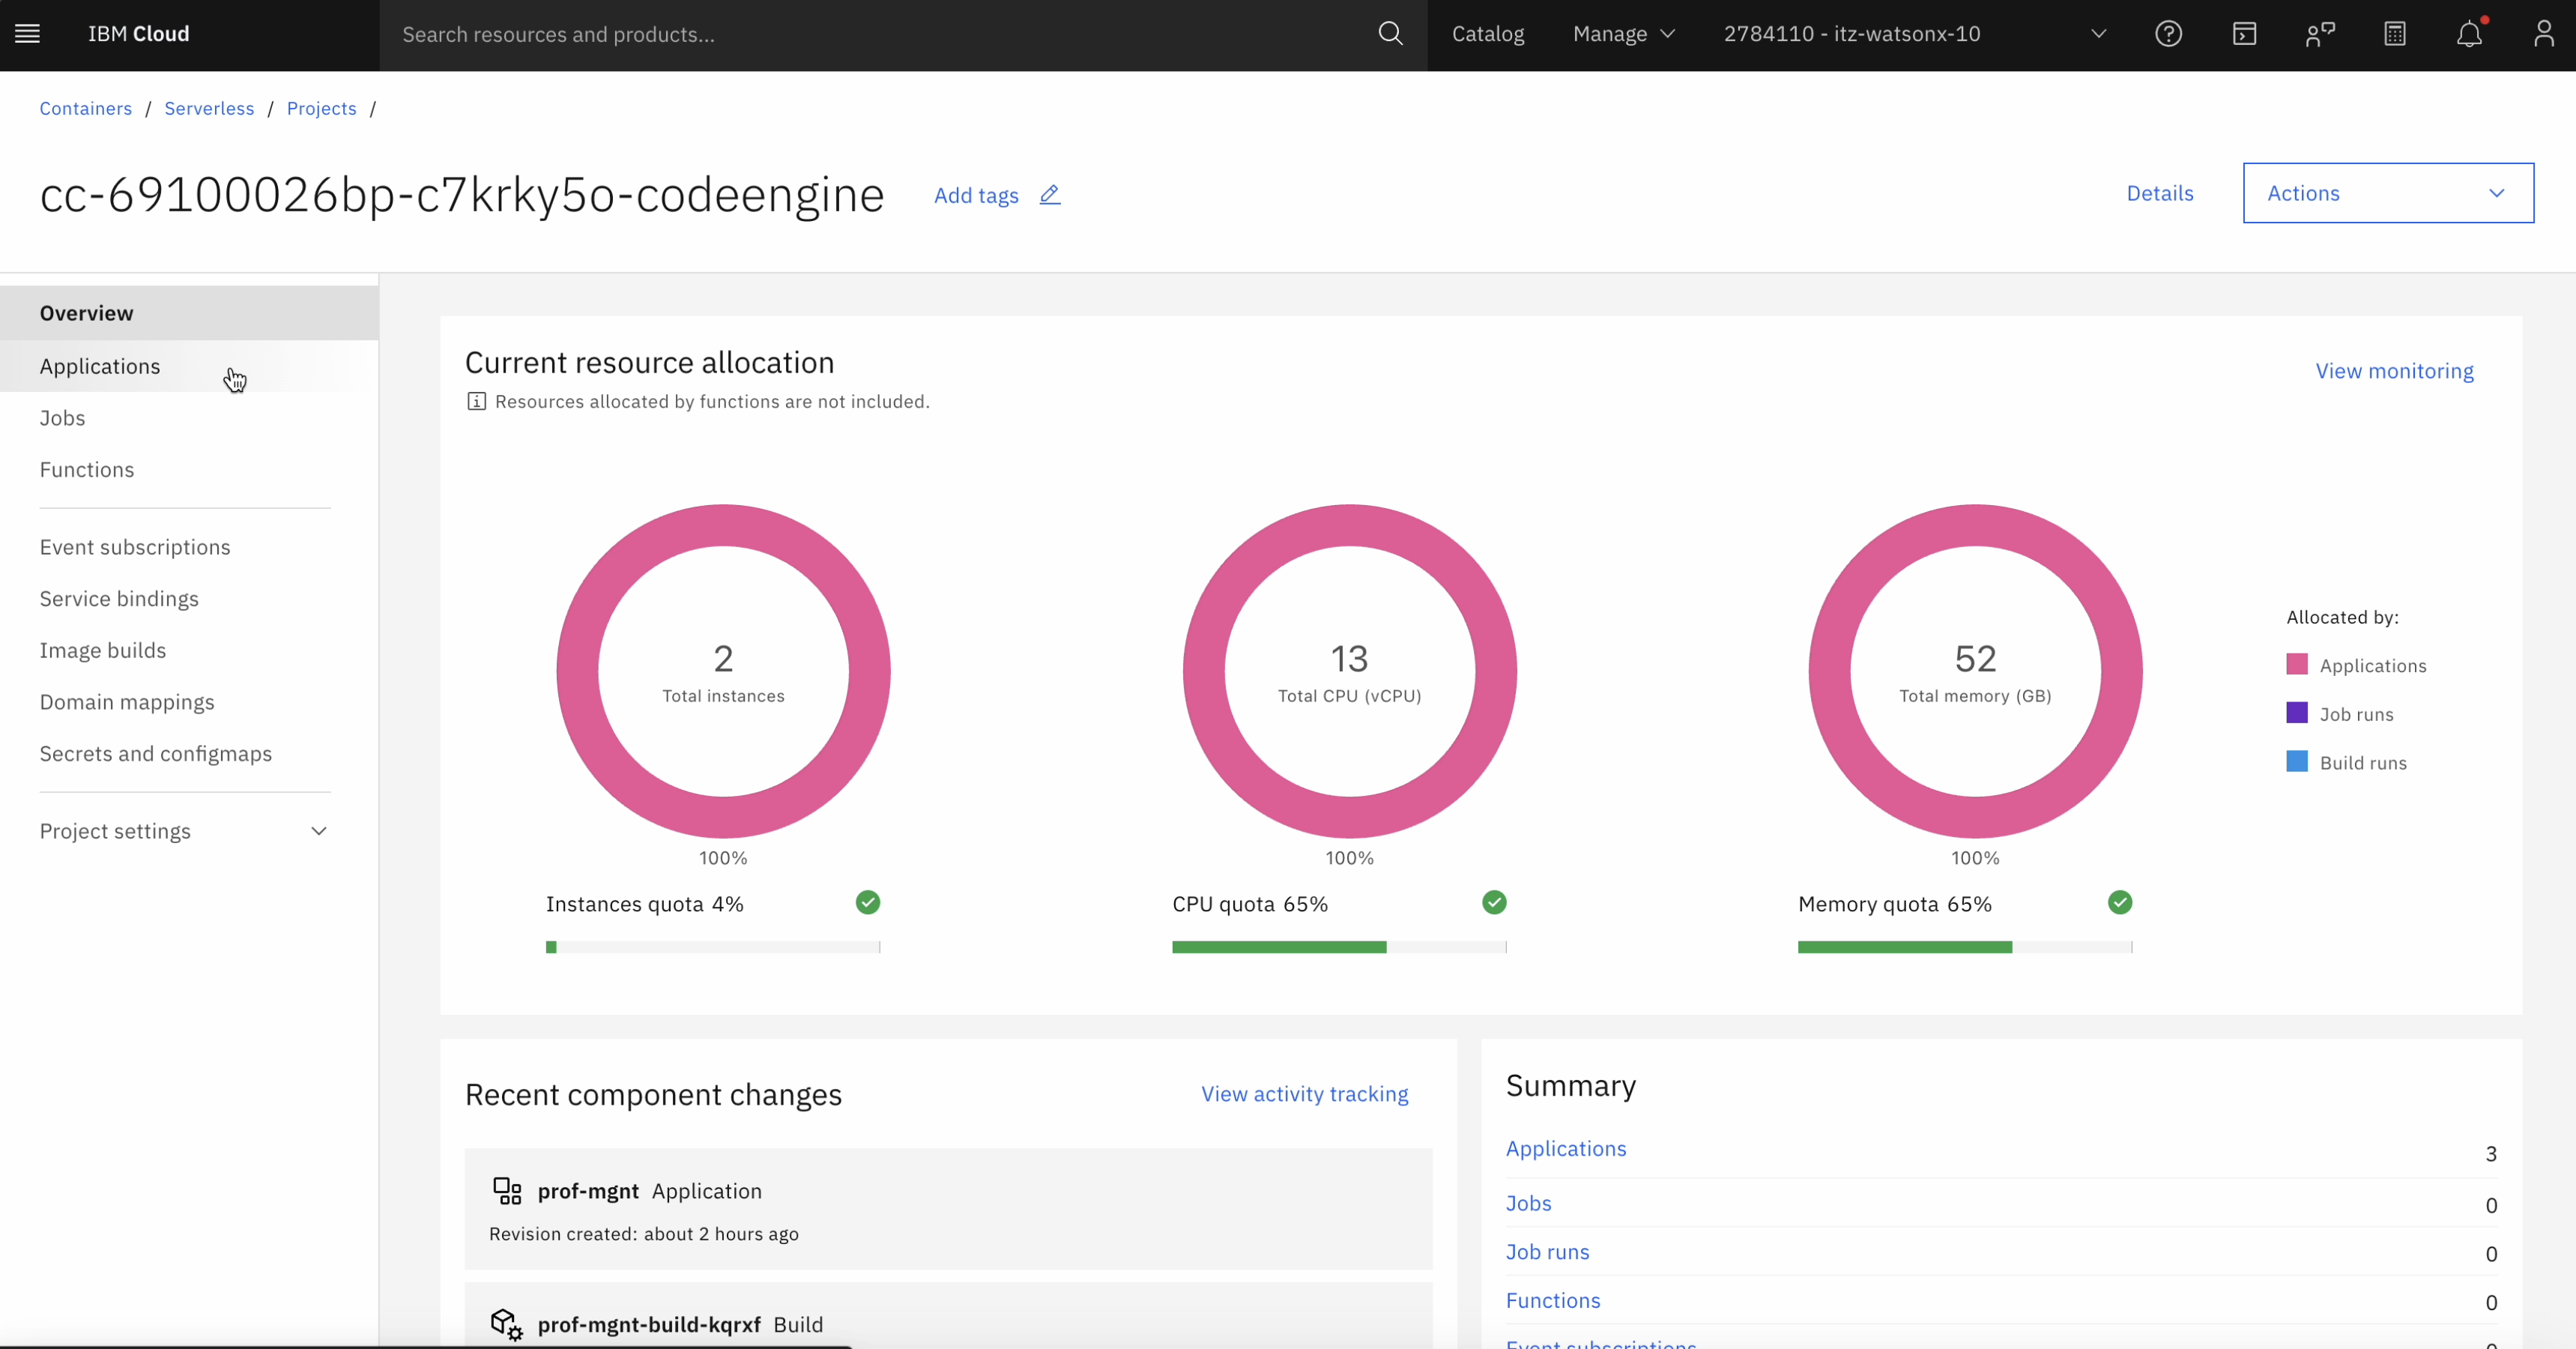 IBM Cloud
Search resources and products...
Catalog
Manage
2784110 - itz-watsonx-10
Containers / Serverless / Projects /
cc-69100026bp-c7krky5o-codeengine
Add tags
Details
Actions
Overview
Applications
Jobs
Functions
Event subscriptions
Service bindings
Image builds
Domain mappings
Secrets and configmaps
Project settings
Current resource allocation
Resources allocated by functions are not included.
View monitoring
2
Total instances
100%
Instances quota 4%
13
Total CPU (vCPU)
100%
CPU quota 65%
52
Total memory (GB)
100%
Memory quota 65%
Allocated by:
Applications
Job runs
Build runs
Recent component changes
View activity tracking
prof-mgnt Application
Revision created: about 2 hours ago
prof-mgnt-build-kqrxf Build
Summary
Applications 3
Jobs 0
Job runs 0
Functions 0
Event subscriptions 0